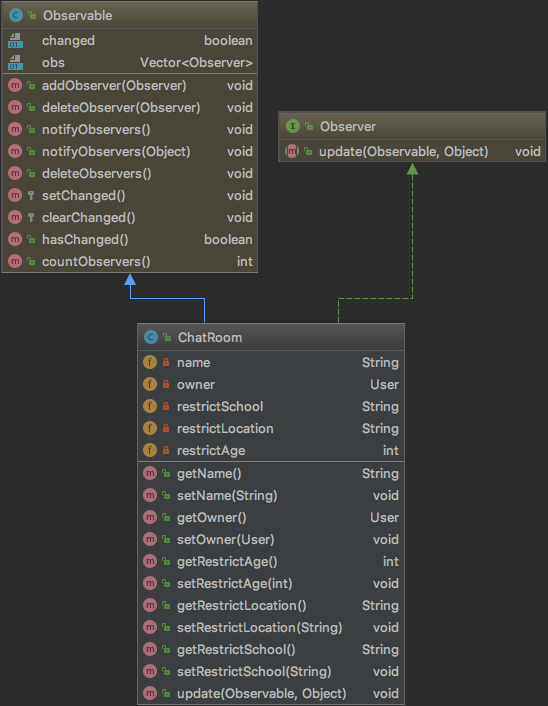 Observable
changed boolean
obs Vector<Observer>
addObserver(Observer) void
deleteObserver(Observer) void
notifyObservers() void
notifyObservers(Object) void
deleteObservers() void
setChanged() void
clearChanged() void
hasChanged() boolean
countObservers() int
Observer
update(Observable, Object) void
ChatRoom
name String
owner User
restrictSchool String
restrictLocation String
restrictAge int
getName() String
setName(String) void
getOwner() User
setOwner(User) void
getRestrictAge() int
setRestrictAge(int) void
getRestrictLocation() String
setRestrictLocation(String) void
getRestrictSchool() String
setRestrictSchool(String) void
update(Observable, Object) void